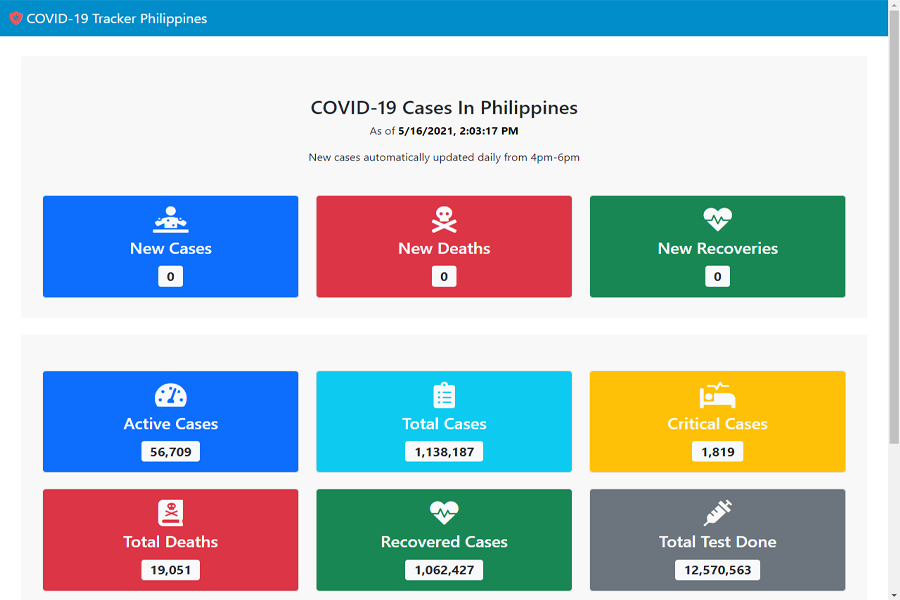 COVID-19 Tracker Philippines
COVID-19 Cases In Philippines
As of 5/16/2021, 2:03:17 PM
New cases automatically updated daily from 4pm-6pm
New Cases
0
New Deaths
0
New Recoveries
0
Active Cases
56,709
Total Cases
1,138,187
Critical Cases
1,819
Total Deaths
19,051
Recovered Cases
1,062,427
Total Test Done
12,570,563